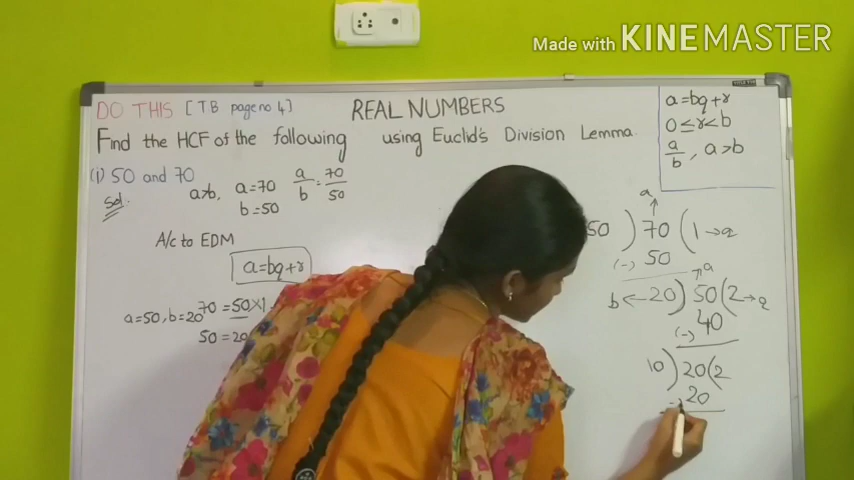 Made with KINEMASTER
DO THIS [TB page no 4] REAL NUMBERS
Find the HCF of the following using Euclid's Division Lemma.
(1) 50 and 70
Sol.
a>b, a=70
b=50
a/b = 70/50
A/c to EDM
a=bq+r
70=50×1
a=50, b=20
50=20
a=bq+r
0≤r<b
a/b, a>b
a
50) 70 (1→q
(-) 50
→a
b←20) 50 (2→q
(-) 40
10) 20 (2
(-) 20